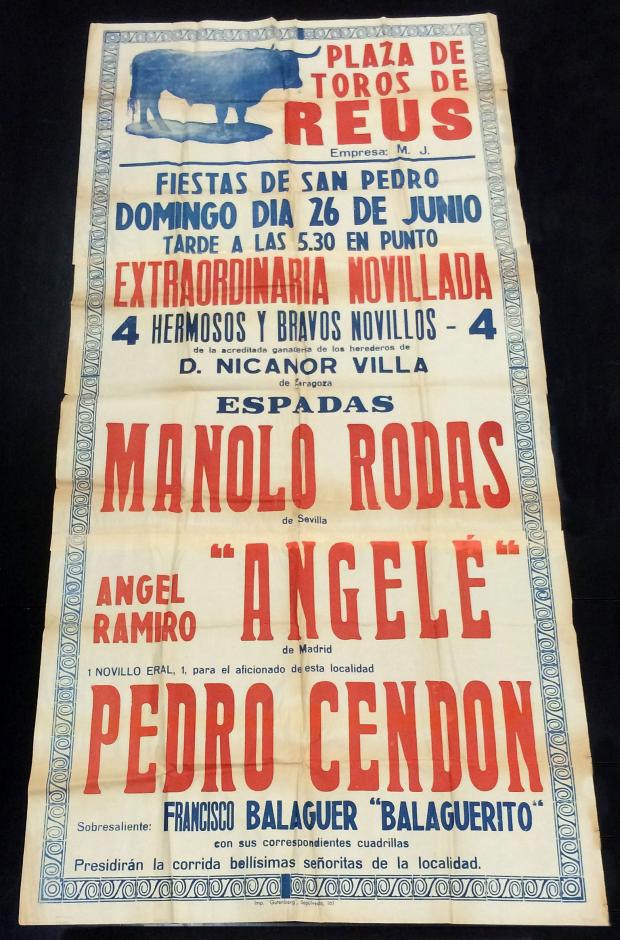 PLAZA DE
TOROS DE
REUS
Empresa: M. J.
FIESTAS DE SAN PEDRO
DOMINGO DIA 26 DE JUNIO
TARDE A LAS 5.30 EN PUNTO
EXTRAORDINARIA NOVILLADA
4 HERMOSOS Y BRAVOS NOVILLOS - 4
de la acreditada ganadería de los herederos de
D. NICANOR VILLA
de Zaragoza
ESPADAS
MANOLO RODAS
de Sevilla
ANGEL RAMIRO "ANGELÉ"
de Madrid
1 NOVILLO ERAL, 1, para el aficionado de esta localidad
PEDRO CENDON
Sobresaliente: FRANCISCO BALAGUER "BALAGUERITO"
con sus correspondientes cuadrillas
Presidirán la corrida bellísimas señoritas de la localidad.
Imp. "Gutenberg", Sepúlveda, 161